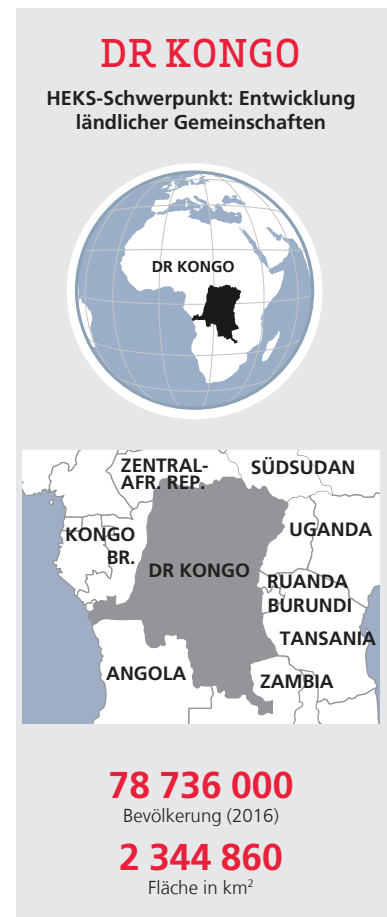 DR KONGO
HEKS-Schwerpunkt: Entwicklung
ländlicher Gemeinschaften
DR KONGO
ZENTRAL-
AFR. REP.
SÜDSUDAN
KONGO
BR.
UGANDA
DR KONGO
RUANDA
BURUNDI
TANSANIA
ANGOLA
ZAMBIA
78 736 000
Bevölkerung (2016)
2 344 860
Fläche in km²